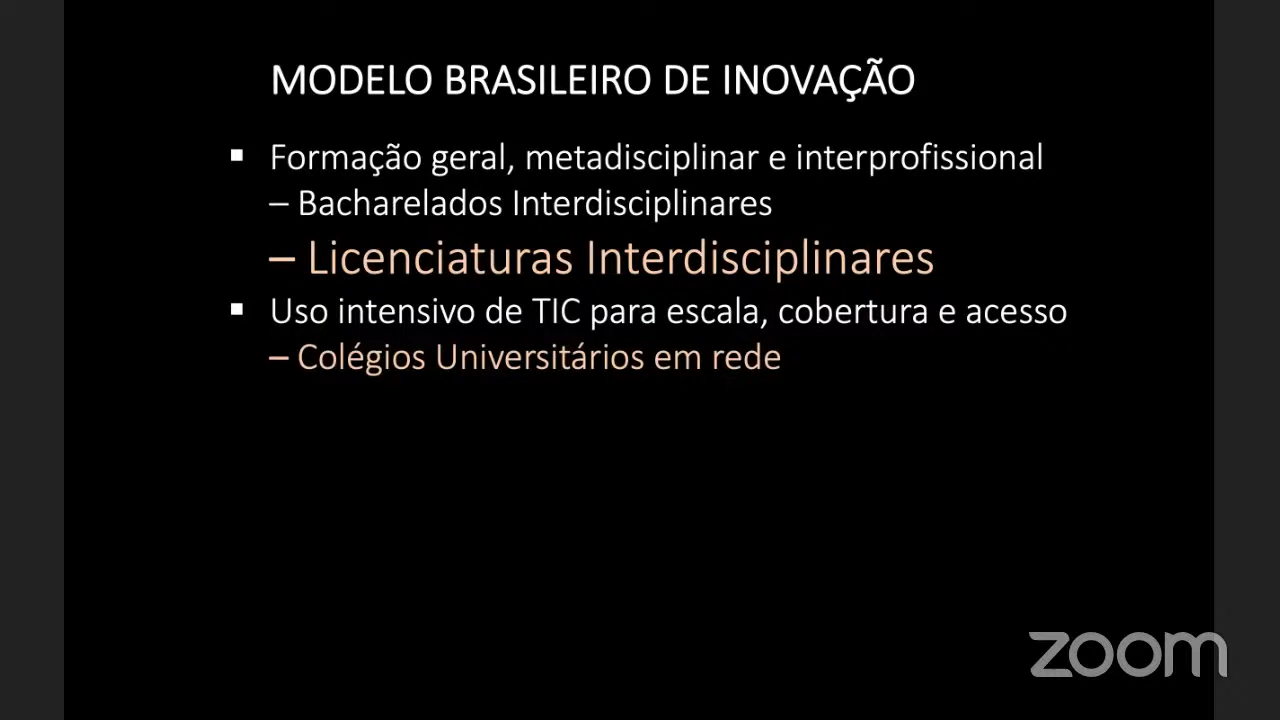 MODELO BRASILEIRO DE INOVAÇÃO
▪ Formação geral, metadisciplinar e interprofissional
– Bacharelados Interdisciplinares
– Licenciaturas Interdisciplinares
▪ Uso intensivo de TIC para escala, cobertura e acesso
– Colégios Universitários em rede
zoom